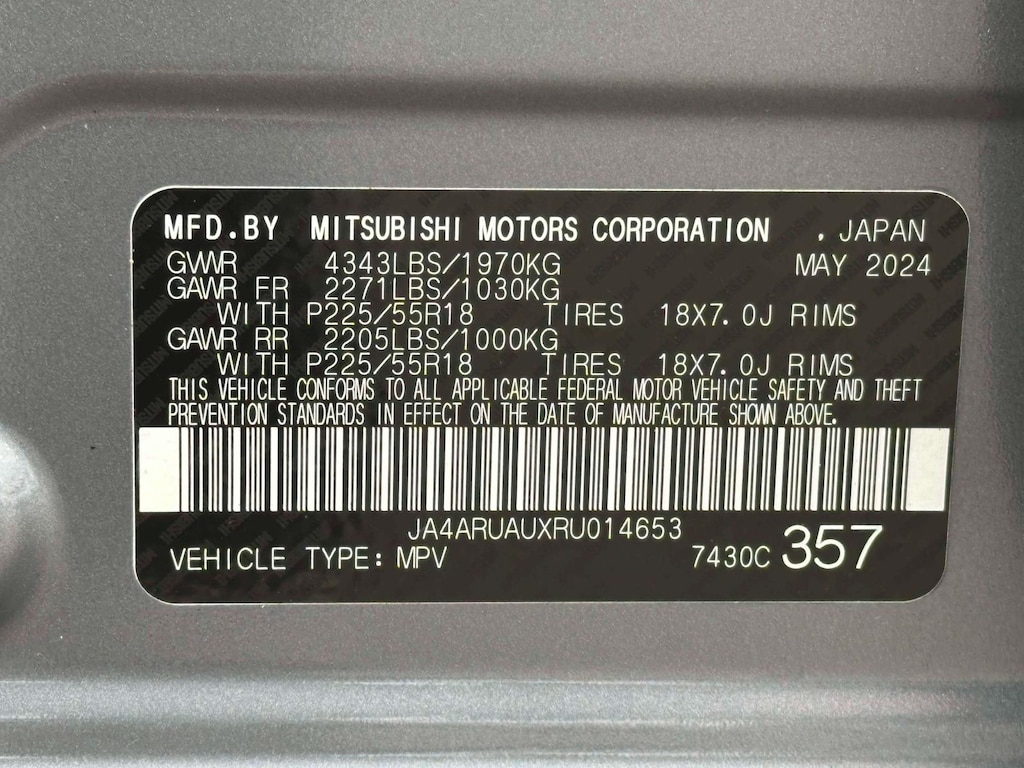 MFD.BY MITSUBISHI MOTORS CORPORATION , JAPAN
GVWR 4343LBS/1970KG MAY 2024
GAWR FR 2271LBS/1030KG
WITH P225/55R18 TIRES 18X7.0J RIMS
GAWR RR 2205LBS/1000KG
WITH P225/55R18 TIRES 18X7.0J RIMS
THIS VEHICLE CONFORMS TO ALL APPLICABLE FEDERAL MOTOR VEHICLE SAFETY AND THEFT
PREVENTION STANDARDS IN EFFECT ON THE DATE OF MANUFACTURE SHOWN ABOVE.
JA4ARUAUXRU014653
VEHICLE TYPE: MPV 7430C 357